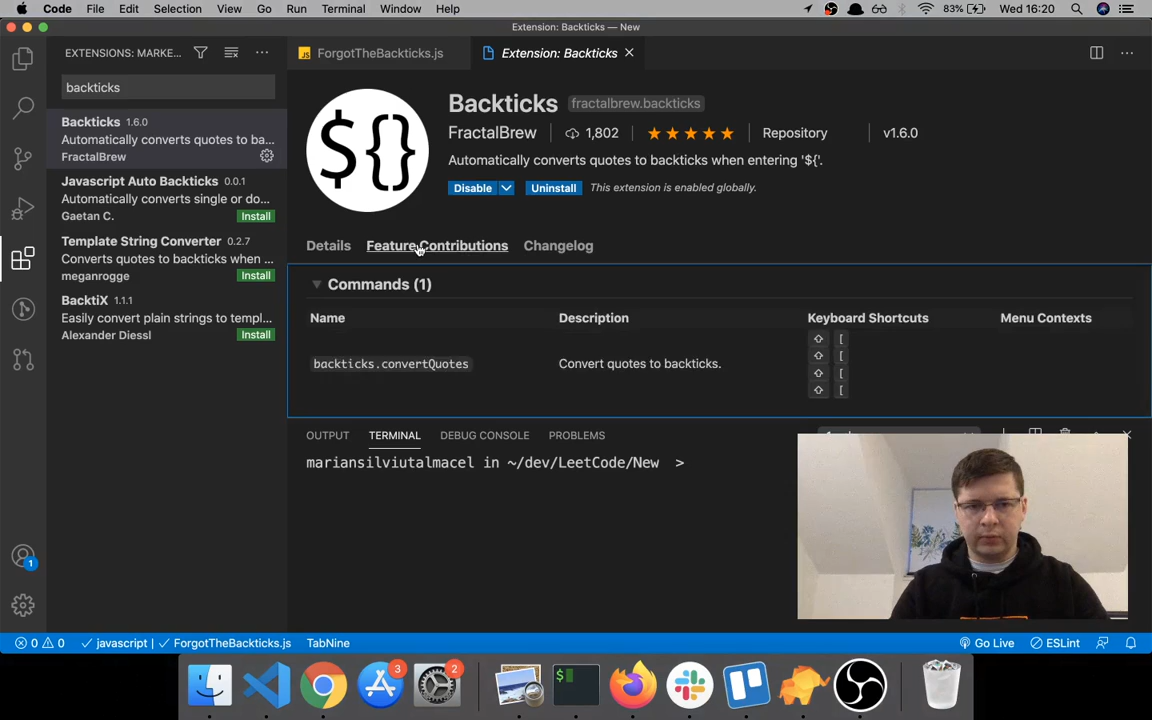 Code File Edit Selection View Go Run Terminal Window Help 83% Wed 16:20
Extension: Backticks — New
EXTENSIONS: MARKE...
backticks
Backticks 1.6.0
Automatically converts quotes to ba...
FractalBrew
Javascript Auto Backticks 0.0.1
Automatically converts single or do...
Gaetan C. Install
Template String Converter 0.2.7
Converts quotes to backticks when ...
meganrogge Install
BacktiX 1.1.1
Easily convert plain strings to templ...
Alexander Diessl Install
JS ForgotTheBackticks.js Extension: Backticks
${}
Backticks fractalbrew.backticks
FractalBrew 1,802 Repository v1.6.0
Automatically converts quotes to backticks when entering '${'.
Disable Uninstall This extension is enabled globally.
Details Feature Contributions Changelog
Commands (1)
Name Description Keyboard Shortcuts Menu Contexts
backticks.convertQuotes Convert quotes to backticks. ⇧ [
⇧ [
⇧ [
⇧ [
OUTPUT TERMINAL DEBUG CONSOLE PROBLEMS
mariansilviutalmacel in ~/dev/LeetCode/New >
1
0 0 javascript | ForgotTheBackticks.js TabNine Go Live ESLint
3 2
$